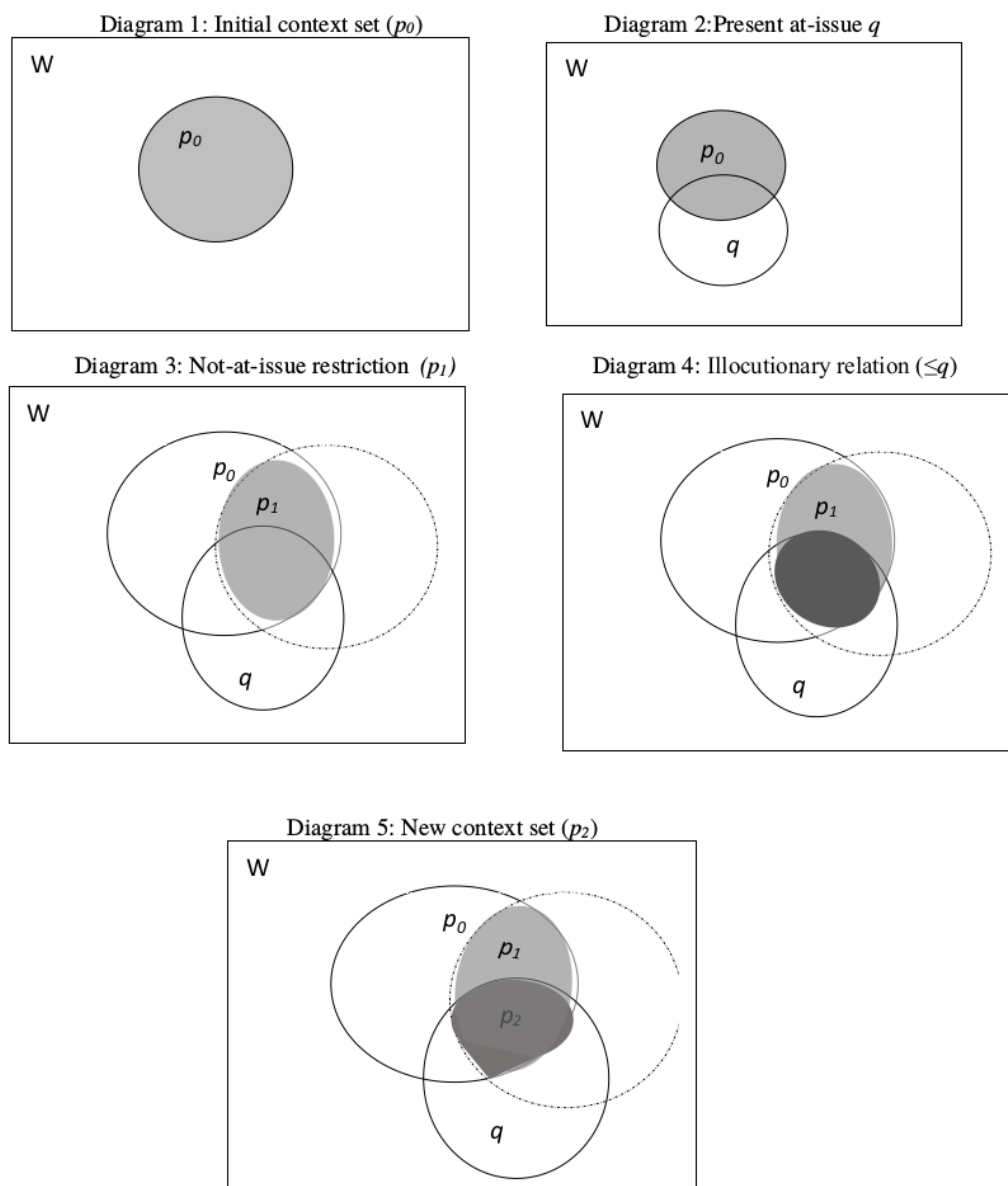 Diagram 1: Initial context set (p₀)
W
p₀
Diagram 2:Present at-issue q
W
p₀
q
Diagram 3: Not-at-issue restriction (p₁)
W
p₀
p₁
q
Diagram 4: Illocutionary relation (≤q)
W
p₀
p₁
q
Diagram 5: New context set (p₂)
W
p₀
p₁
p₂
q